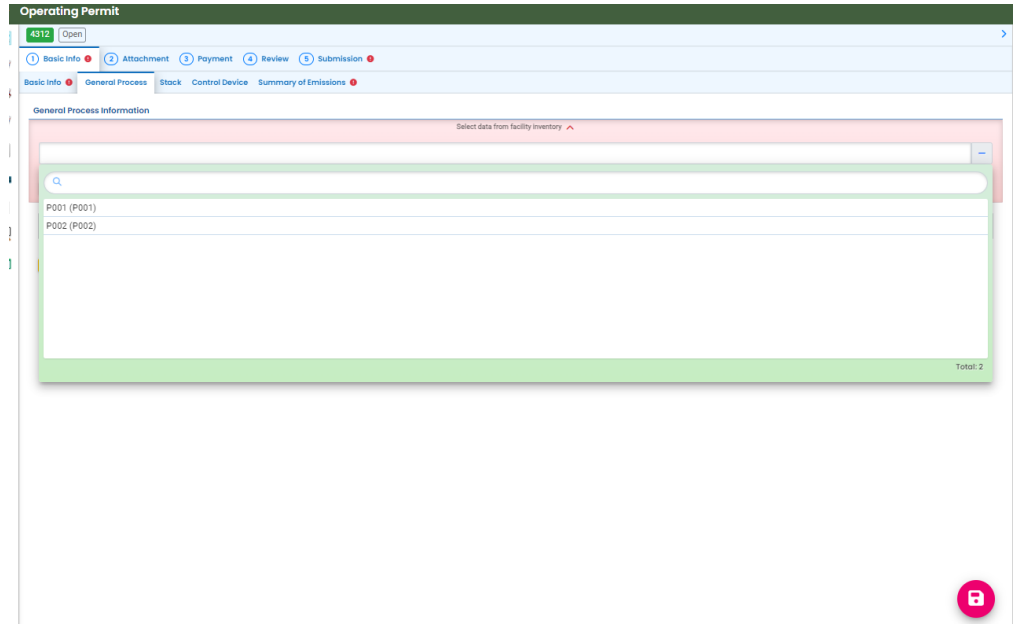 Operating Permit
4312 Open
1 Basic Info 2 Attachment 3 Payment 4 Review 5 Submission
Basic Info General Process Stack Control Device Summary of Emissions
General Process Information
Select data from facility inventory
P001 (P001)
P002 (P002)
Total: 2